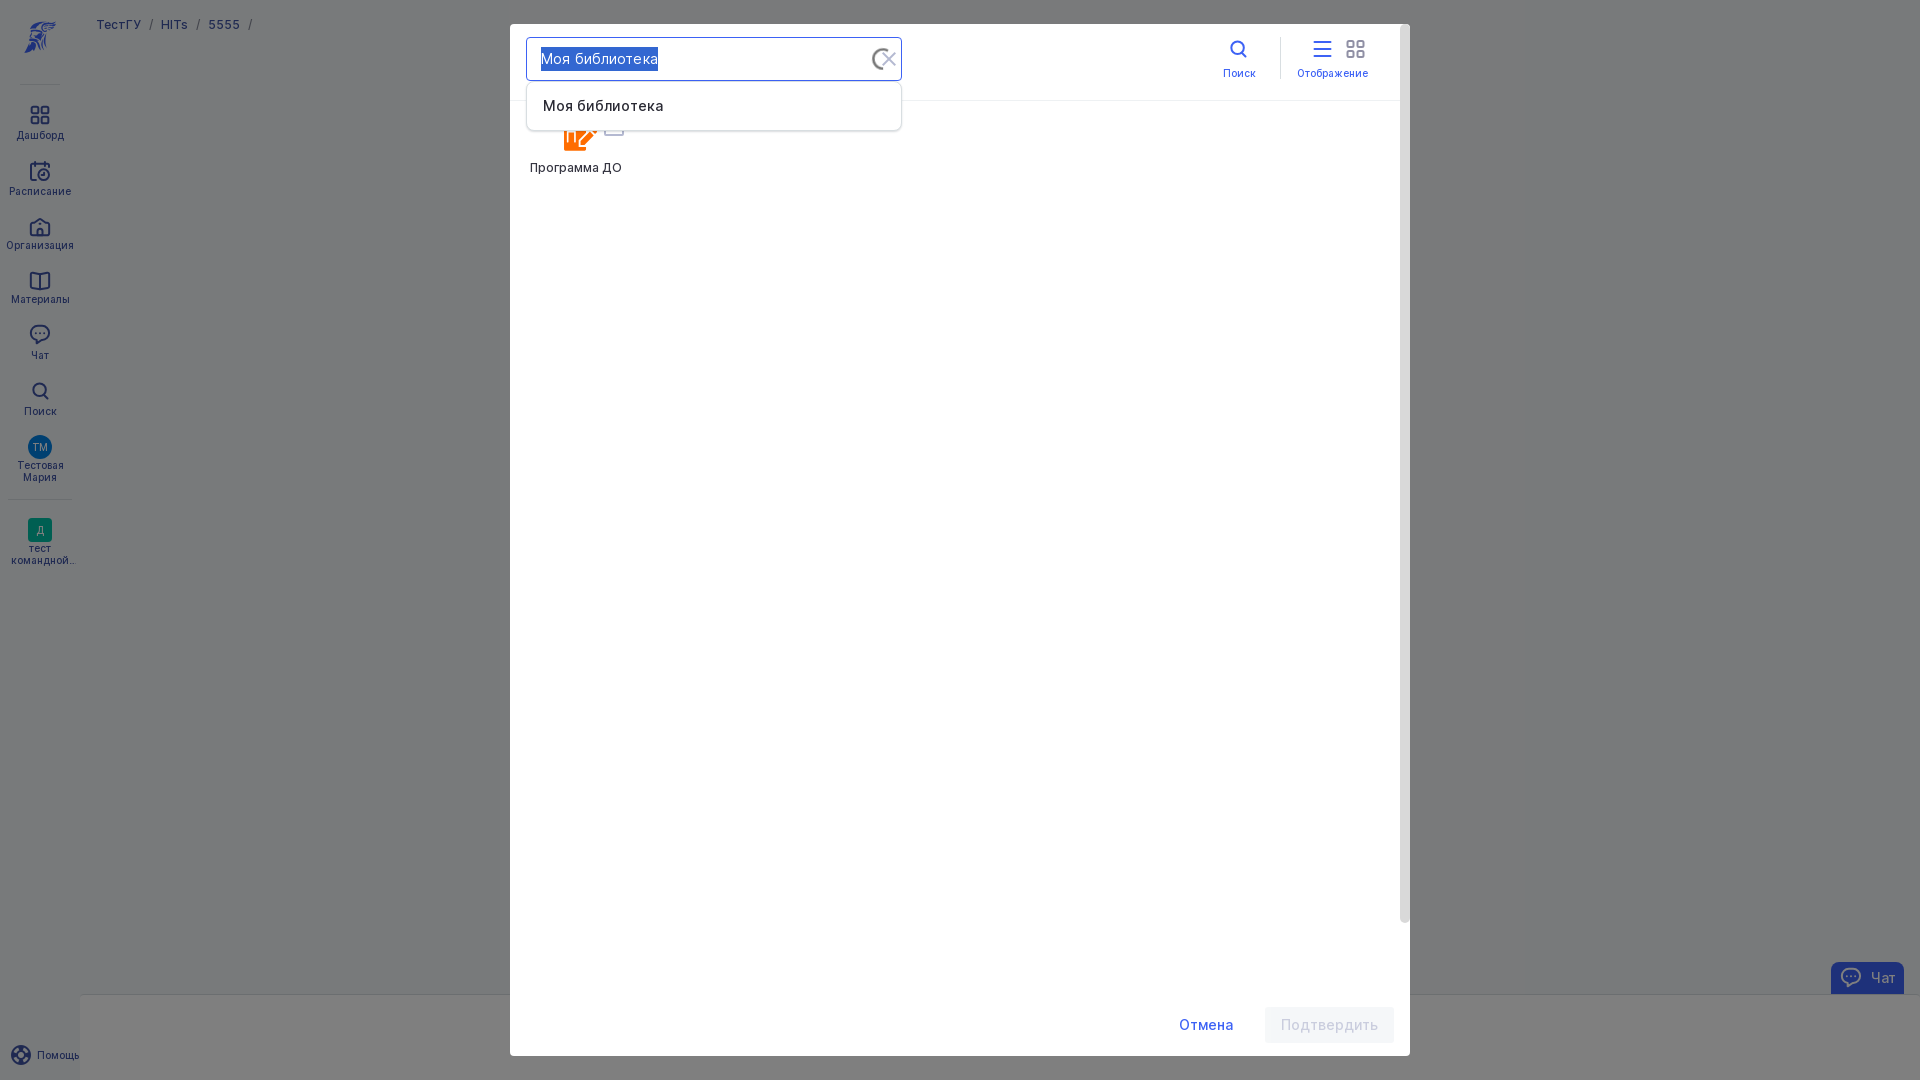 ТестГУ / HITs / 5555 /
Дашборд
Расписание
Организация
Материалы
Чат
Поиск
ТМ
Тестовая
Мария
Д
тест
командной...
Помощь
Моя библиотека
Моя библиотека
Программа ДО
Поиск
Отображение
Отмена
Подтвердить
Чат